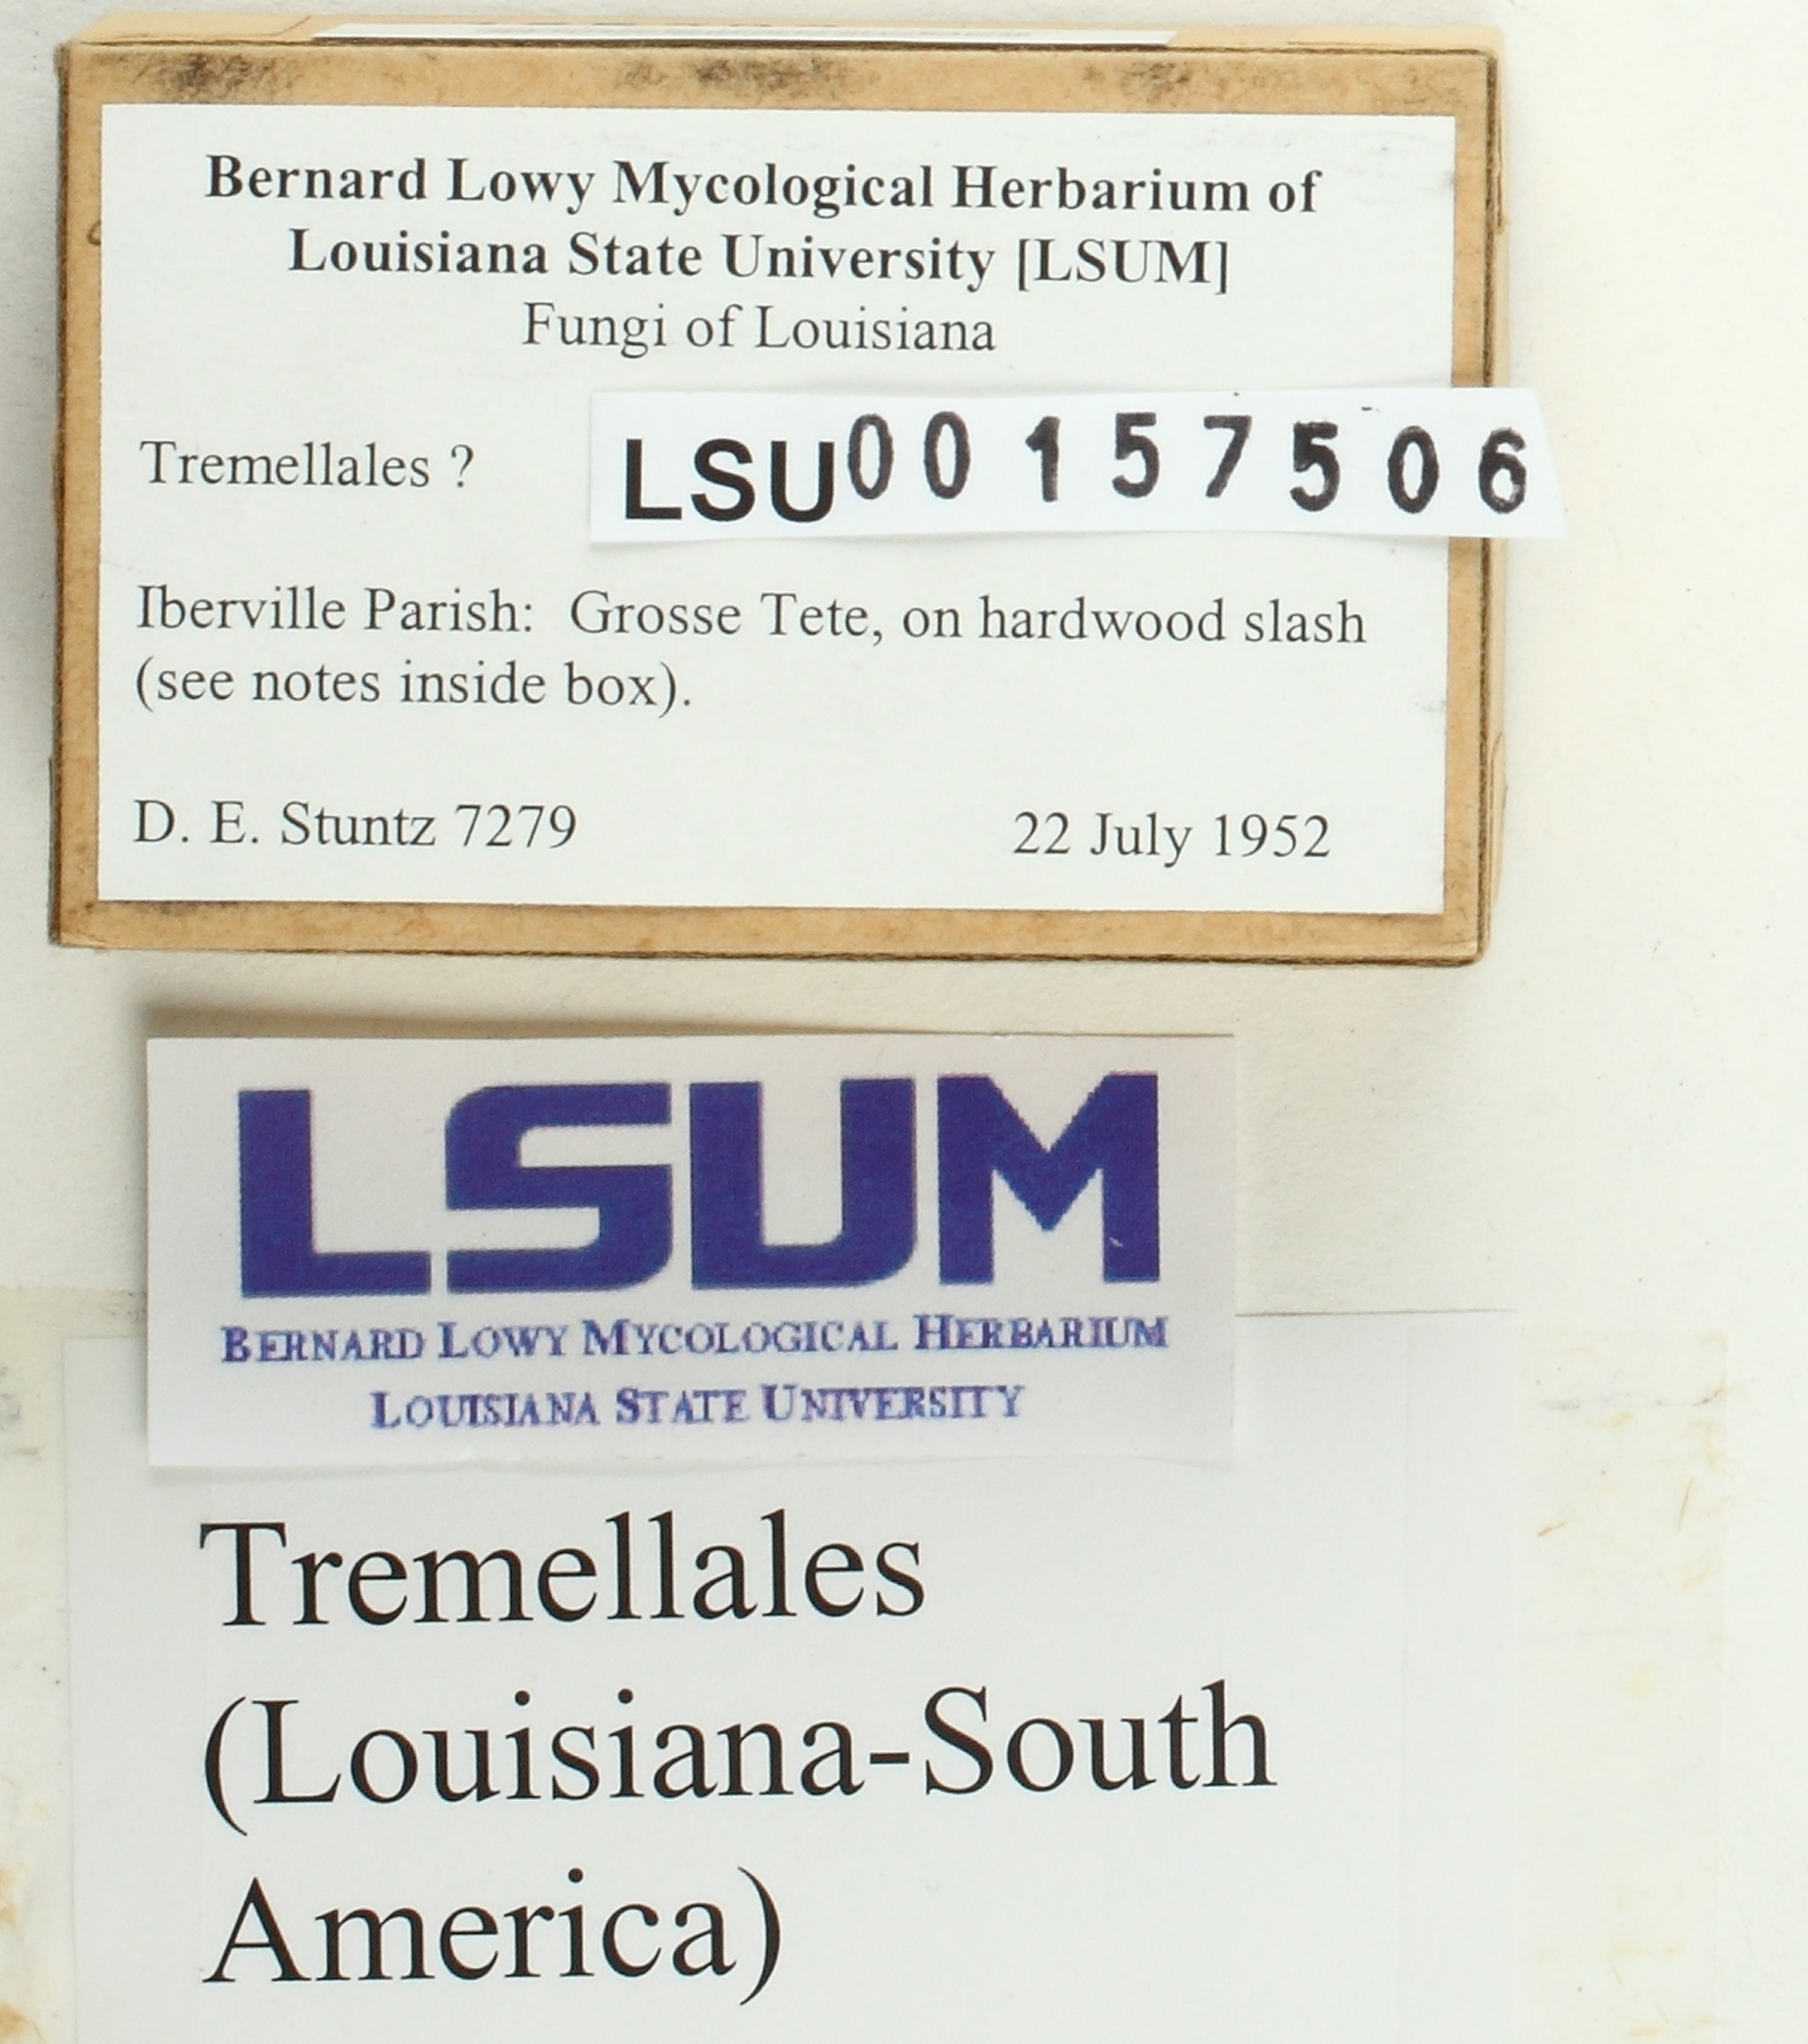 Bernard Lowy Mycological Herbarium of
Louisiana State University [LSUM]
Fungi of Louisiana
Tremellales ?
LSU00157506
Iberville Parish: Grosse Tete, on hardwood slash
(see notes inside box).
D. E. Stuntz 7279 22 July 1952
LSUM
BERNARD LOWY MYCOLOGICAL HERBARIUM
LOUISIANA STATE UNIVERSITY
Tremellales
(Louisiana-South
America)